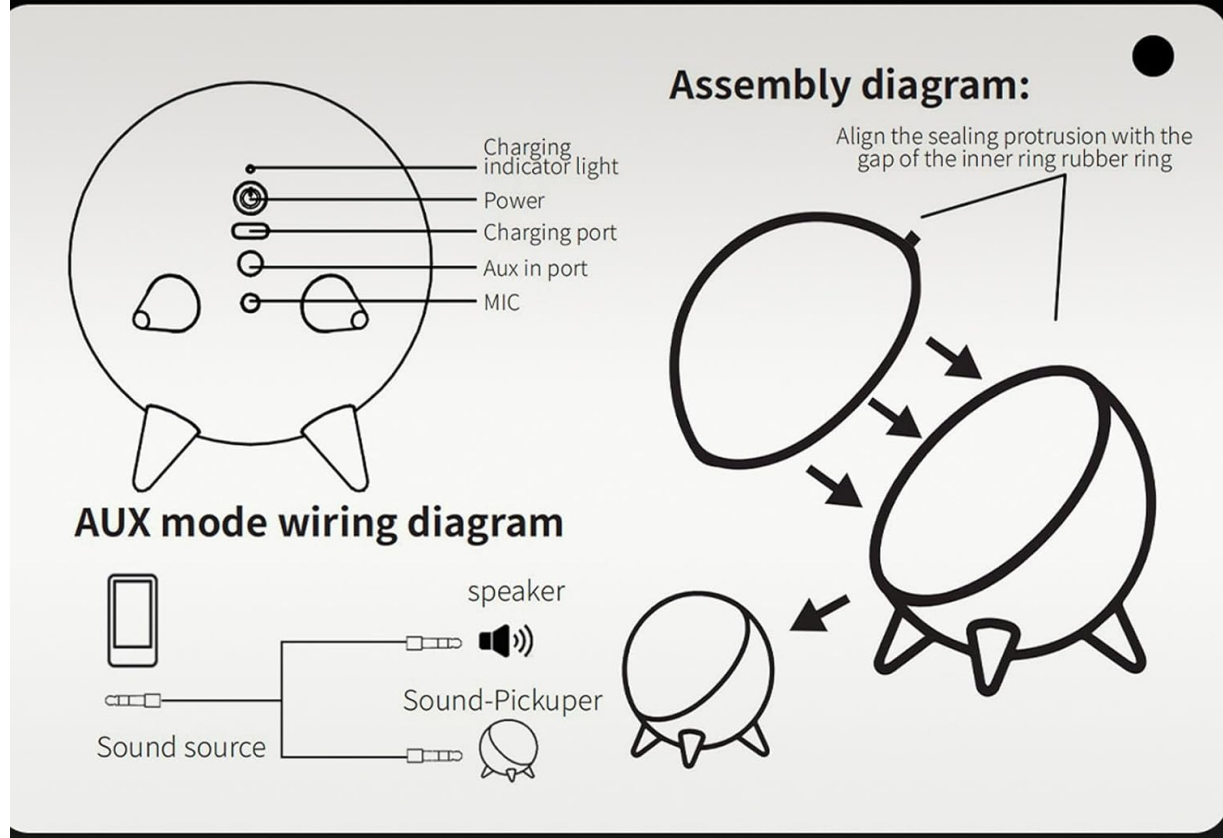 Charging
indicator light
Power
Charging port
Aux in port
MIC
Assembly diagram:
Align the sealing protrusion with the
gap of the inner ring rubber ring
AUX mode wiring diagram
speaker
Sound-Pickuper
Sound source